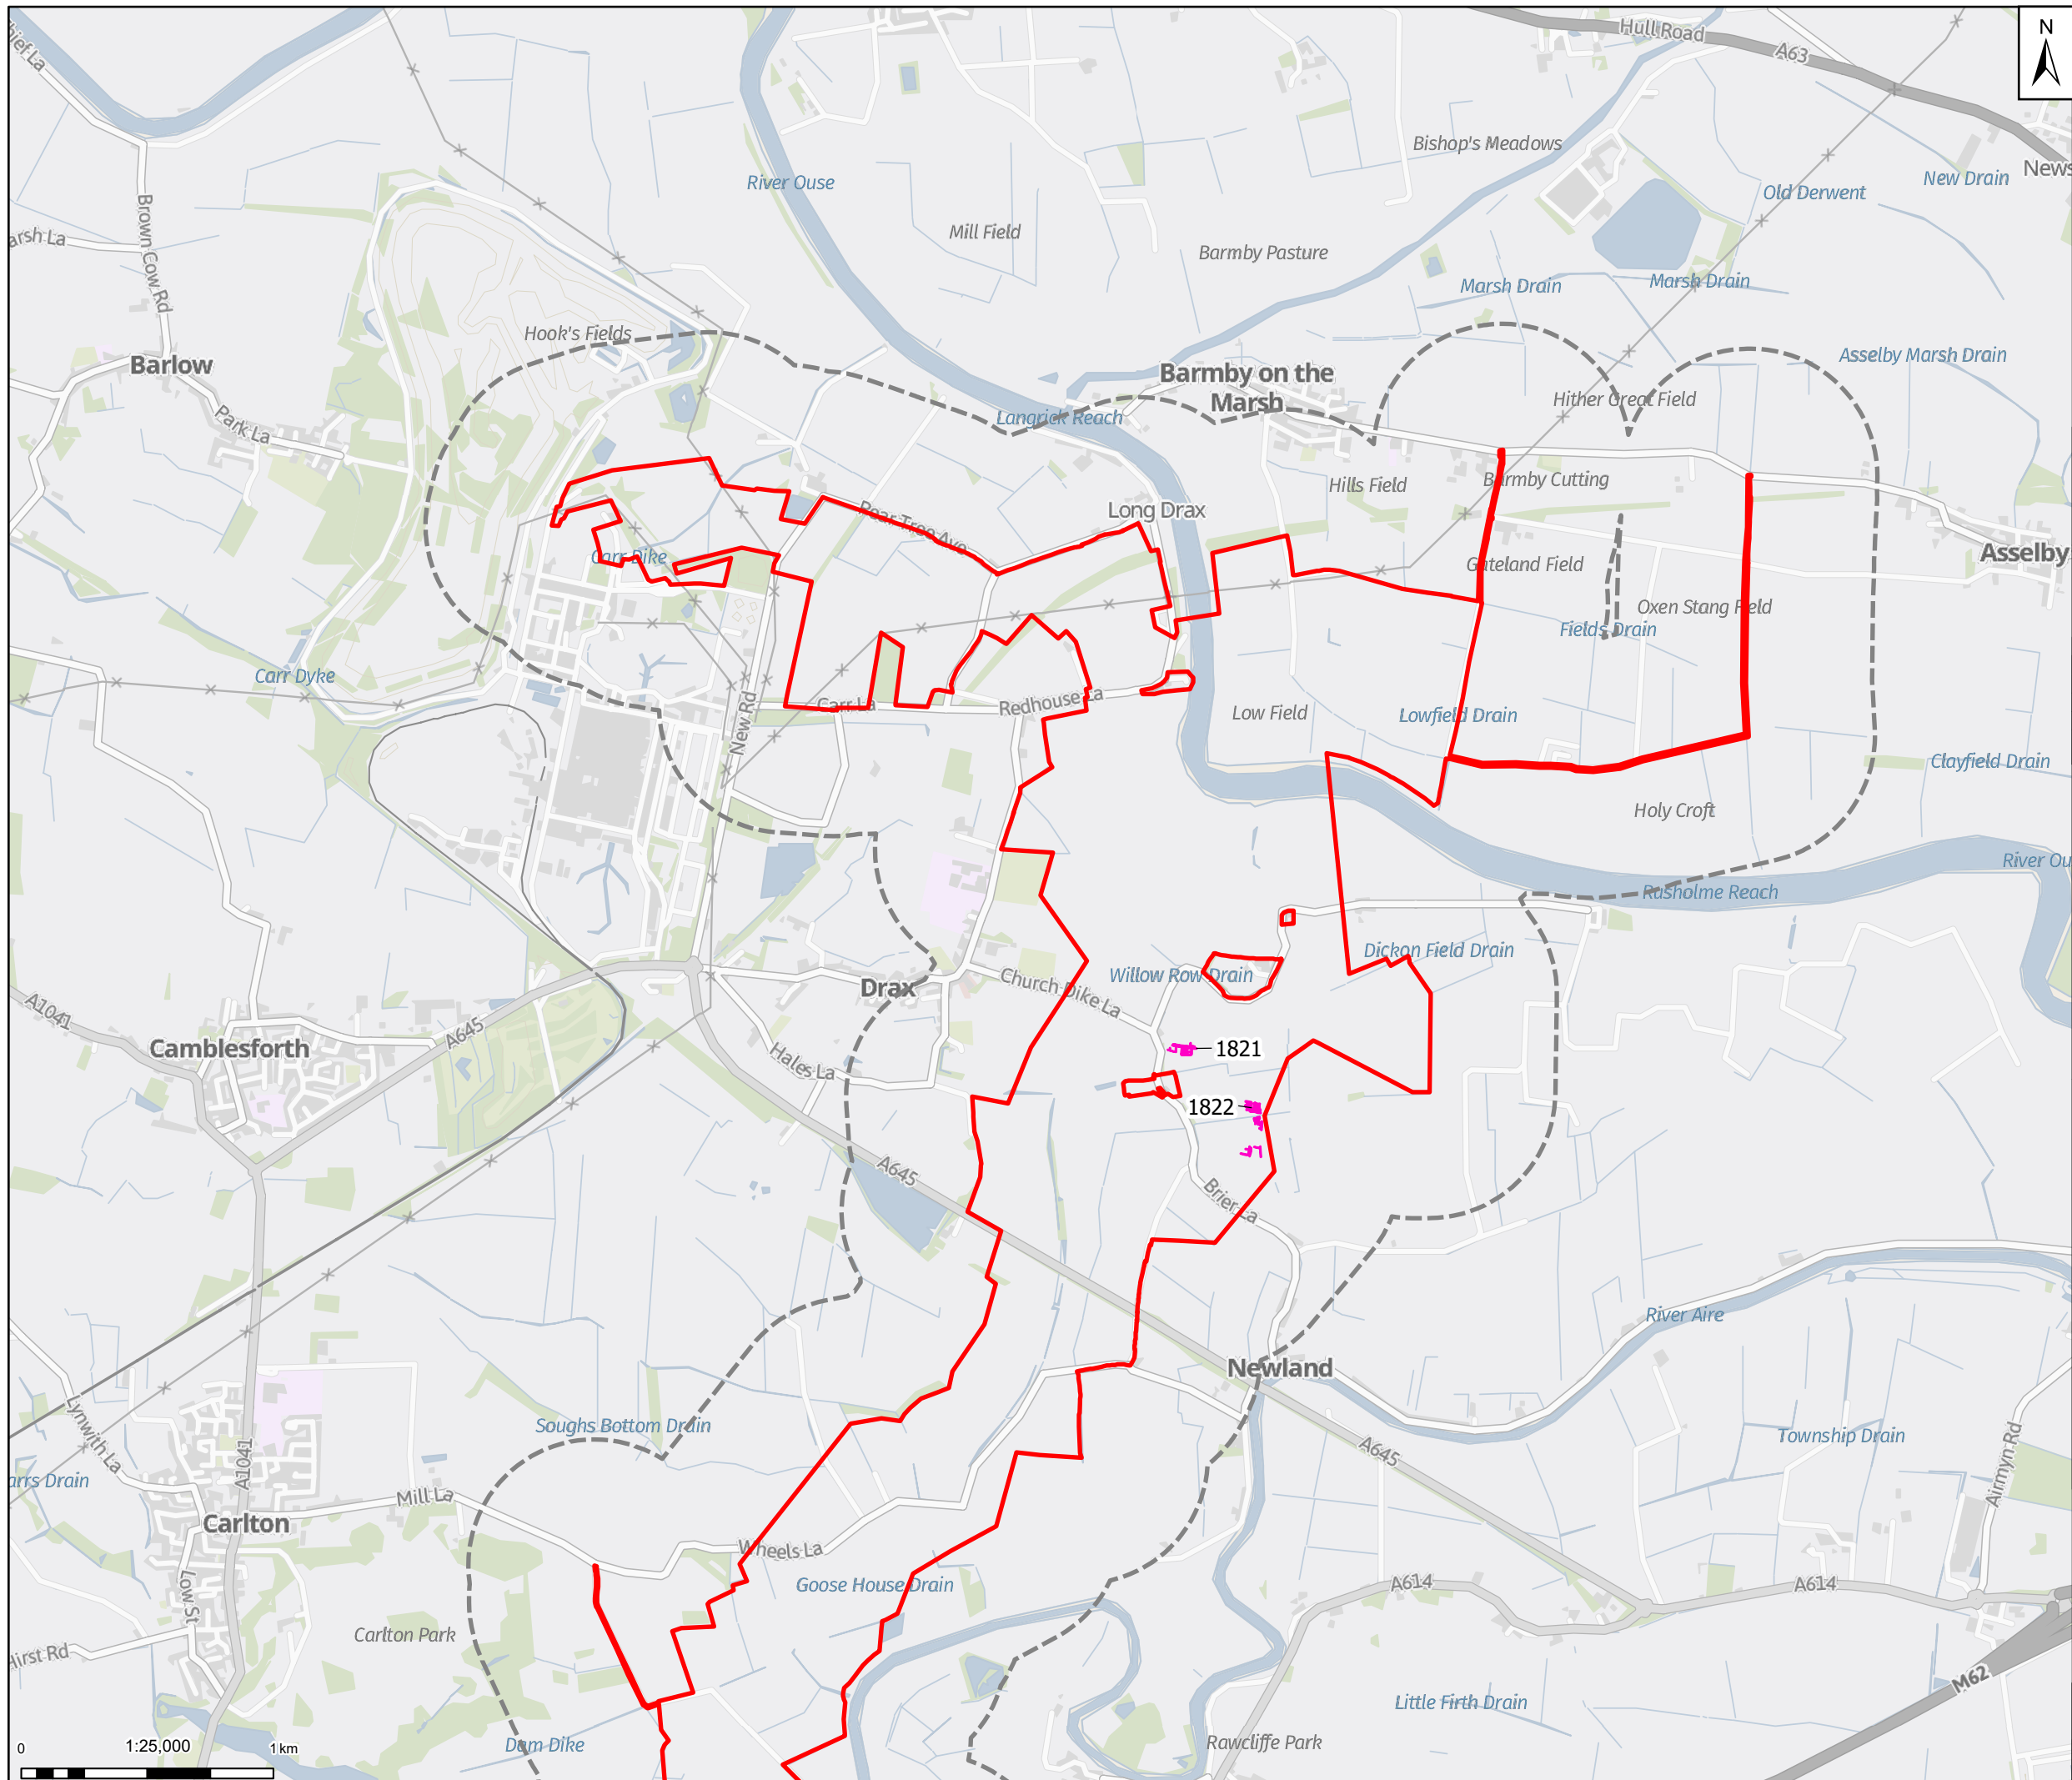 Hull Road
A63
N
Brown Cow Rd
Bishop's Meadows
New Drain
Old Derwent
River Ouse
Mill Field
Barmby Pasture
Marsh Drain
Marsh Drain
Hook's Fields
Asselby Marsh Drain
Barlow
Barmby on the
Marsh
Hither Great Field
Park La
Langrick Reach
Barmby Cutting
Hills Field
Long Drax
Pear Tree Ave
Asselby
Carr Dike
Gateland Field
Oxen Stang Field
Fields Drain
Carr Dyke
Carr La
Redhouse La
New Rd
Low Field
Lowfield Drain
Clayfield Drain
Holy Croft
River Ou
Rusholme Reach
Dickon Field Drain
Willow Row Drain
Drax
Church Dike La
A1041
A645
Camblesforth
1821
Hales La
1822
A645
Brier La
River Aire
Newland
Soughs Bottom Drain
Lynwith La
A1041
Township Drain
Airmyn Rd
A645
arrs Drain
Mill La
Carlton
Wheels La
Goose House Drain
A614
A614
Low St
Carlton Park
Hirst Rd
M62
Little Firth Drain
Rawcliffe Park
Dam Dike
0
1:25,000
1 km